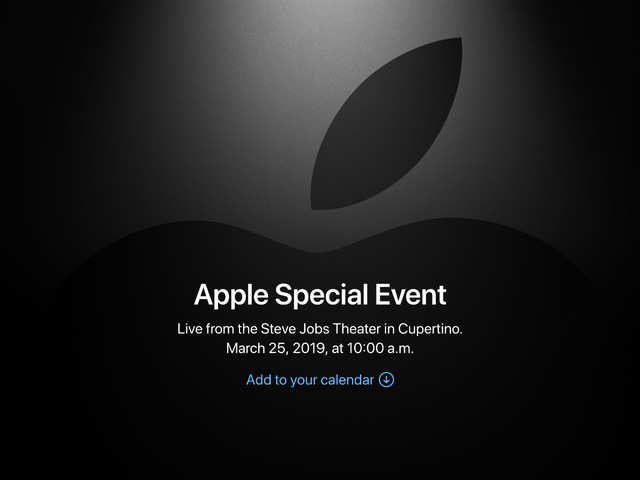 Apple Special Event
Live from the Steve Jobs Theater in Cupertino.
March 25, 2019, at 10:00 a.m.
Add to your calendar